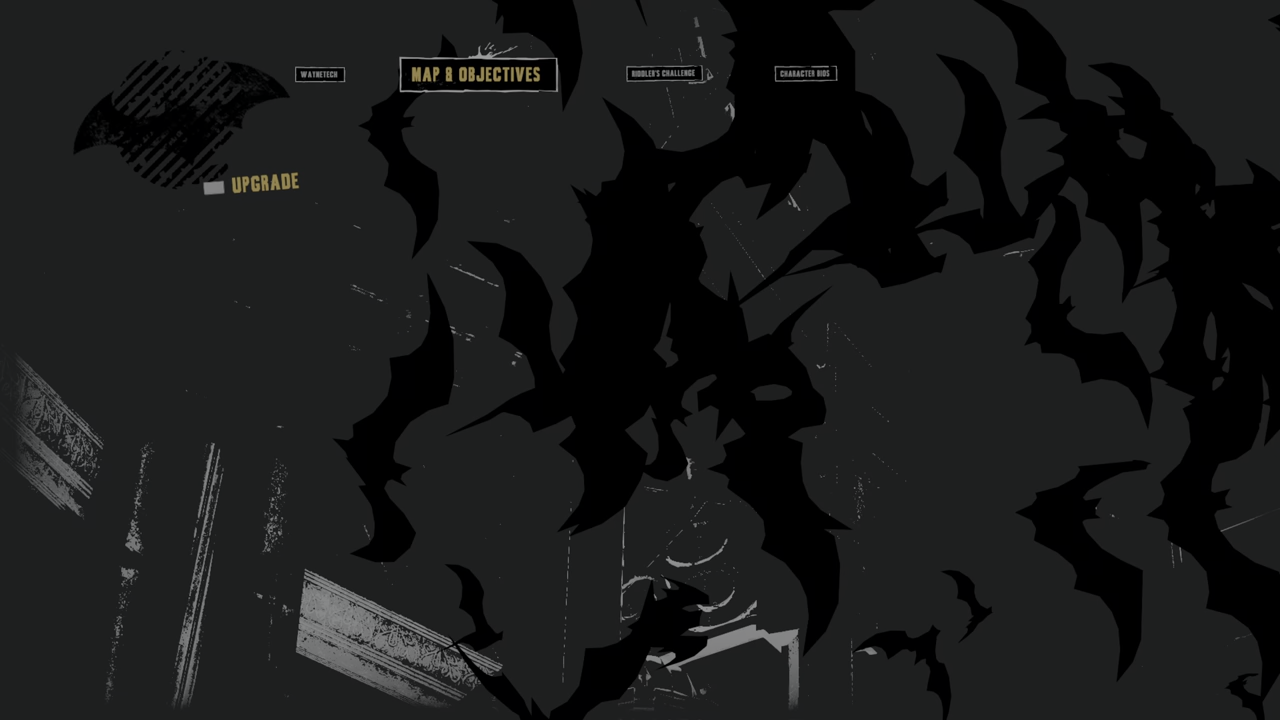 WAYNETECH
MAP & OBJECTIVES
RIDDLER'S CHALLENGE
CHARACTER BIOS
UPGRADE